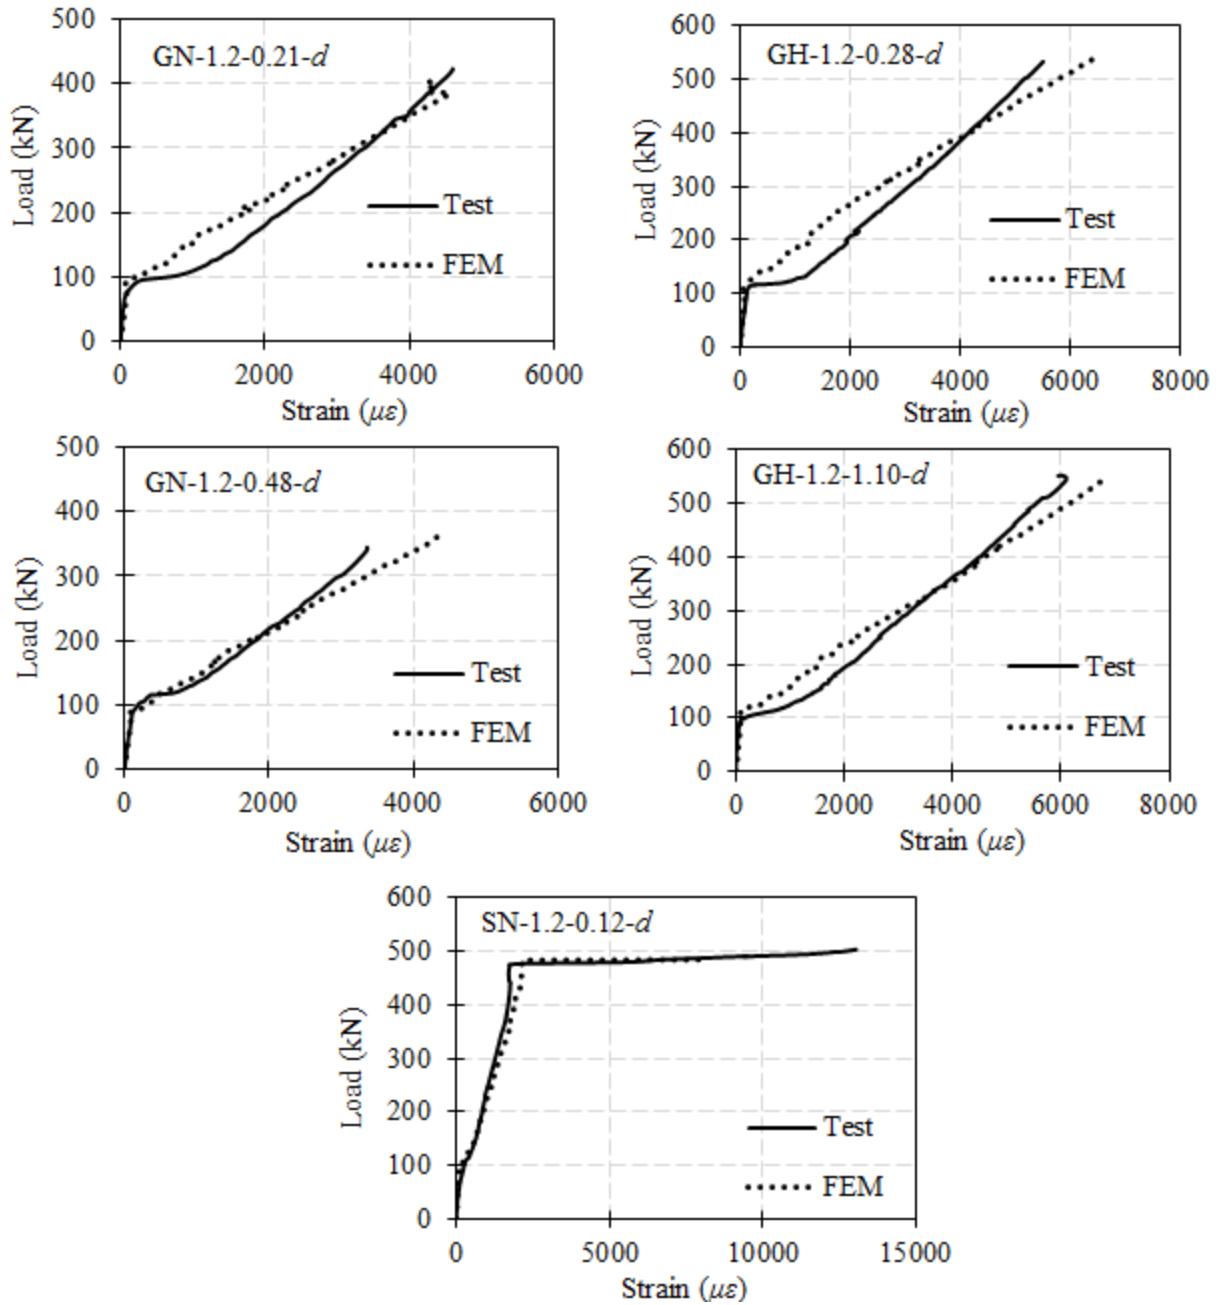 GN-1.2-0.21-d
Load (kN)
500
400
300
200
100
0
Test
FEM
0 2000 4000 6000
Strain (με)
GH-1.2-0.28-d
Load (kN)
600
500
400
300
200
100
0
Test
FEM
0 2000 4000 6000 8000
Strain (με)
GN-1.2-0.48-d
Load (kN)
500
400
300
200
100
0
Test
FEM
0 2000 4000 6000
Strain (με)
GH-1.2-1.10-d
Load (kN)
600
500
400
300
200
100
0
Test
FEM
0 2000 4000 6000 8000
Strain (με)
SN-1.2-0.12-d
Load (kN)
600
500
400
300
200
100
0
Test
FEM
0 5000 10000 15000
Strain (με)